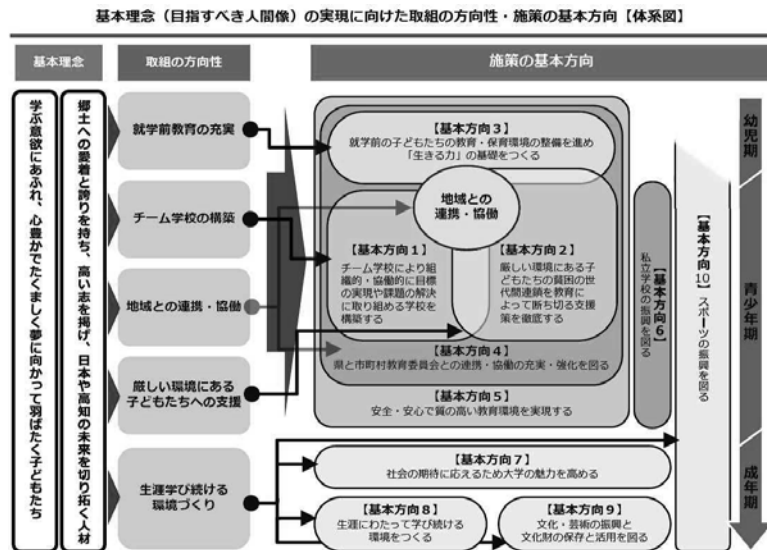 基本理念（目指すべき人間像）の実現に向けた取組の方向性・施策の基本方向【体系図】
基本理念
取組の方向性
施策の基本方向
学ぶ意欲にあふれ、心豊かでたくましく夢に向かって羽ばたく子どもたち
郷土への愛着と誇りを持ち、高い志を掲げ、日本や高知の未来を切り拓く人材
就学前教育の充実
チーム学校の構築
地域との連携・協働
厳しい環境にある
子どもたちへの支援
生涯学び続ける
環境づくり
【基本方向３】
就学前の子どもたちの教育・保育環境の整備を進め
「生きる力」の基礎をつくる
地域との
連携・協働
【基本方向１】
チーム学校により組
織的・協働的に目標
の実現や課題の解決
に取り組める学校を
構築する
【基本方向２】
厳しい環境にある子
どもたちの貧困の世
代間連鎖を教育に
よって断ち切る支援
策を徹底する
【基本方向４】
県と市町村教育委員会との連携・協働の充実・強化を図る
【基本方向５】
安全・安心で質の高い教育環境を実現する
【基本方向６】
私立学校の振興を図る
【基本方向７】
社会の期待に応えるため大学の魅力を高める
【基本方向８】
生涯にわたって学び続ける
環境をつくる
【基本方向９】
文化・芸術の振興と
文化財の保存と活用を図る
【基本方向10】
スポーツの振興を図る
幼児期
青少年期
成年期